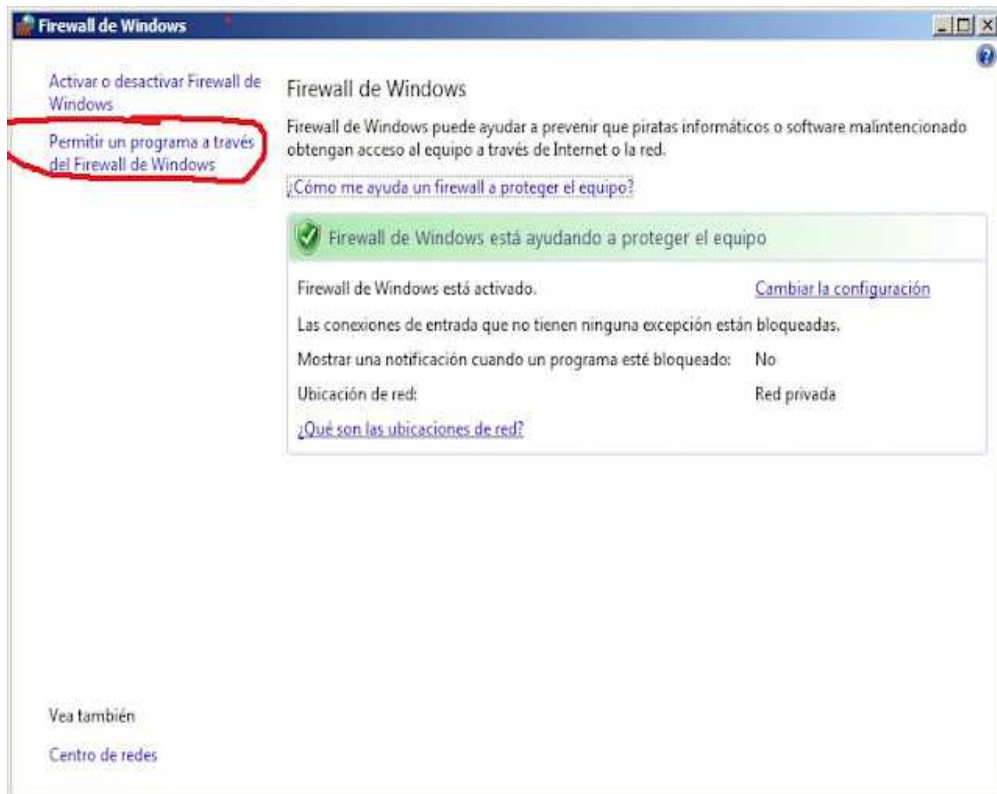 Firewall de Windows
Activar o desactivar Firewall de
Windows
Permitir un programa a través
del Firewall de Windows
Firewall de Windows
Firewall de Windows puede ayudar a prevenir que piratas informáticos o software malintencionado
obtengan acceso al equipo a través de Internet o la red.
¿Cómo me ayuda un firewall a proteger el equipo?
Firewall de Windows está ayudando a proteger el equipo
Firewall de Windows está activado. Cambiar la configuración
Las conexiones de entrada que no tienen ninguna excepción están bloqueadas.
Mostrar una notificación cuando un programa esté bloqueado: No
Ubicación de red: Red privada
¿Qué son las ubicaciones de red?
Vea también
Centro de redes